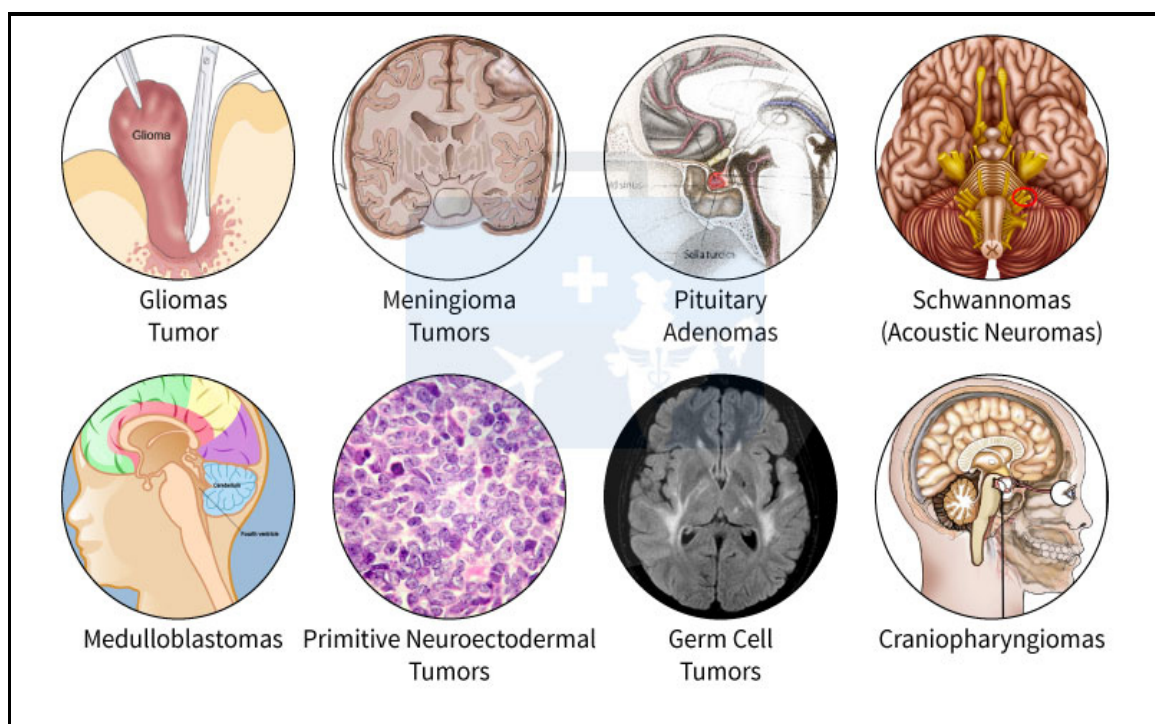 Glioma
Sella turcica
Gliomas
Tumor
Meningioma
Tumors
Pituitary
Adenomas
Schwannomas
(Acoustic Neuromas)
Cerebellum
Fourth ventricle
Medulloblastomas
Primitive Neuroectodermal
Tumors
Germ Cell
Tumors
Craniopharyngiomas